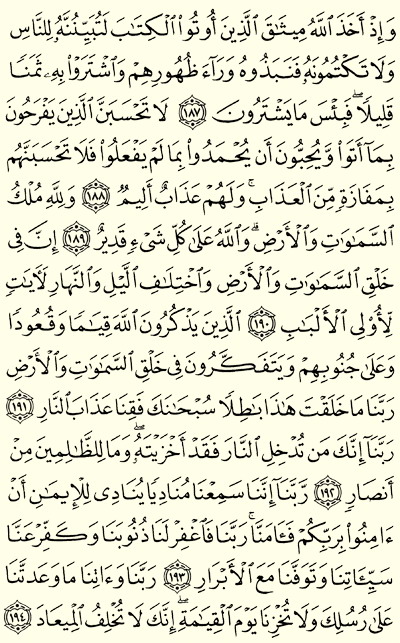 وَإِذْ أَخَذَ ٱللَّهُ مِيثَٰقَ ٱلَّذِينَ أُوتُوا۟ ٱلْكِتَٰبَ لَتُبَيِّنُنَّهُۥ لِلنَّاسِ
وَلَا تَكْتُمُونَهُۥ فَنَبَذُوهُ وَرَآءَ ظُهُورِهِمْ وَٱشْتَرَوْا۟ بِهِۦ ثَمَنًا
قَلِيلًا ۖ فَبِئْسَ مَا يَشْتَرُونَ ١٨٧ لَا تَحْسَبَنَّ ٱلَّذِينَ يَفْرَحُونَ
بِمَآ أَتَوا۟ وَّيُحِبُّونَ أَن يُحْمَدُوا۟ بِمَا لَمْ يَفْعَلُوا۟ فَلَا تَحْسَبَنَّهُم
بِمَفَازَةٍ مِّنَ ٱلْعَذَابِ ۖ وَلَهُمْ عَذَابٌ أَلِيمٌ ١٨٨ وَلِلَّهِ مُلْكُ
ٱلسَّمَٰوَٰتِ وَٱلْأَرْضِ ۗ وَٱللَّهُ عَلَىٰ كُلِّ شَىْءٍ قَدِيرٌ ١٨٩ إِنَّ فِى
خَلْقِ ٱلسَّمَٰوَٰتِ وَٱلْأَرْضِ وَٱخْتِلَٰفِ ٱلَّيْلِ وَٱلنَّهَارِ لَءَايَٰتٍ
لِّأُو۟لِى ٱلْأَلْبَٰبِ ١٩٠ ٱلَّذِينَ يَذْكُرُونَ ٱللَّهَ قِيَٰمًا وَقُعُودًا
وَعَلَىٰ جُنُوبِهِمْ وَيَتَفَكَّرُونَ فِى خَلْقِ ٱلسَّمَٰوَٰتِ وَٱلْأَرْضِ
رَبَّنَا مَا خَلَقْتَ هَٰذَا بَٰطِلًا سُبْحَٰنَكَ فَقِنَا عَذَابَ ٱلنَّارِ ١٩١
رَبَّنَآ إِنَّكَ مَن تُدْخِلِ ٱلنَّارَ فَقَدْ أَخْزَيْتَهُۥ ۖ وَمَا لِلظَّٰلِمِينَ مِنْ
أَنصَارٍ ١٩٢ رَّبَّنَآ إِنَّنَا سَمِعْنَا مُنَادِيًا يُنَادِى لِلْإِيمَٰنِ أَنْ
ءَامِنُوا۟ بِرَبِّكُمْ فَـَٔامَنَّا ۚ رَبَّنَا فَٱغْفِرْ لَنَا ذُنُوبَنَا وَكَفِّرْ عَنَّا
سَيِّـَٔاتِنَا وَتَوَفَّنَا مَعَ ٱلْأَبْرَارِ ١٩٣ رَبَّنَا وَءَاتِنَا مَا وَعَدتَّنَا
عَلَىٰ رُسُلِكَ وَلَا تُخْزِنَا يَوْمَ ٱلْقِيَٰمَةِ ۗ إِنَّكَ لَا تُخْلِفُ ٱلْمِيعَادَ ١٩٤